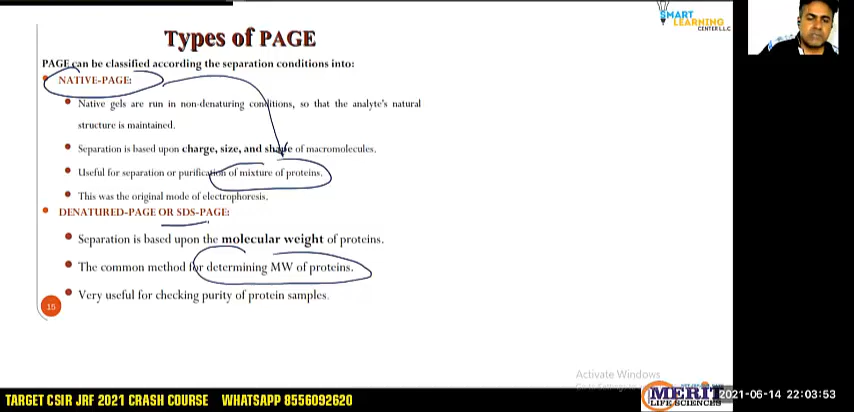 SMART
LEARNING
CENTER L.L.C
Types of PAGE
PAGE can be classified according the separation conditions into:
• NATIVE-PAGE:
• Native gels are run in non-denaturing conditions, so that the analyte's natural
structure is maintained.
• Separation is based upon charge, size, and shape of macromolecules.
• Useful for separation or purification of mixture of proteins.
• This was the original mode of electrophoresis.
• DENATURED-PAGE OR SDS-PAGE:
• Separation is based upon the molecular weight of proteins.
• The common method for determining MW of proteins.
• Very useful for checking purity of protein samples.
15
Activate Windows
MERIT
LIFE SCIENCES
2021-06-14 22:03:53
TARGET CSIR JRF 2021 CRASH COURSE WHATSAPP 8556092620